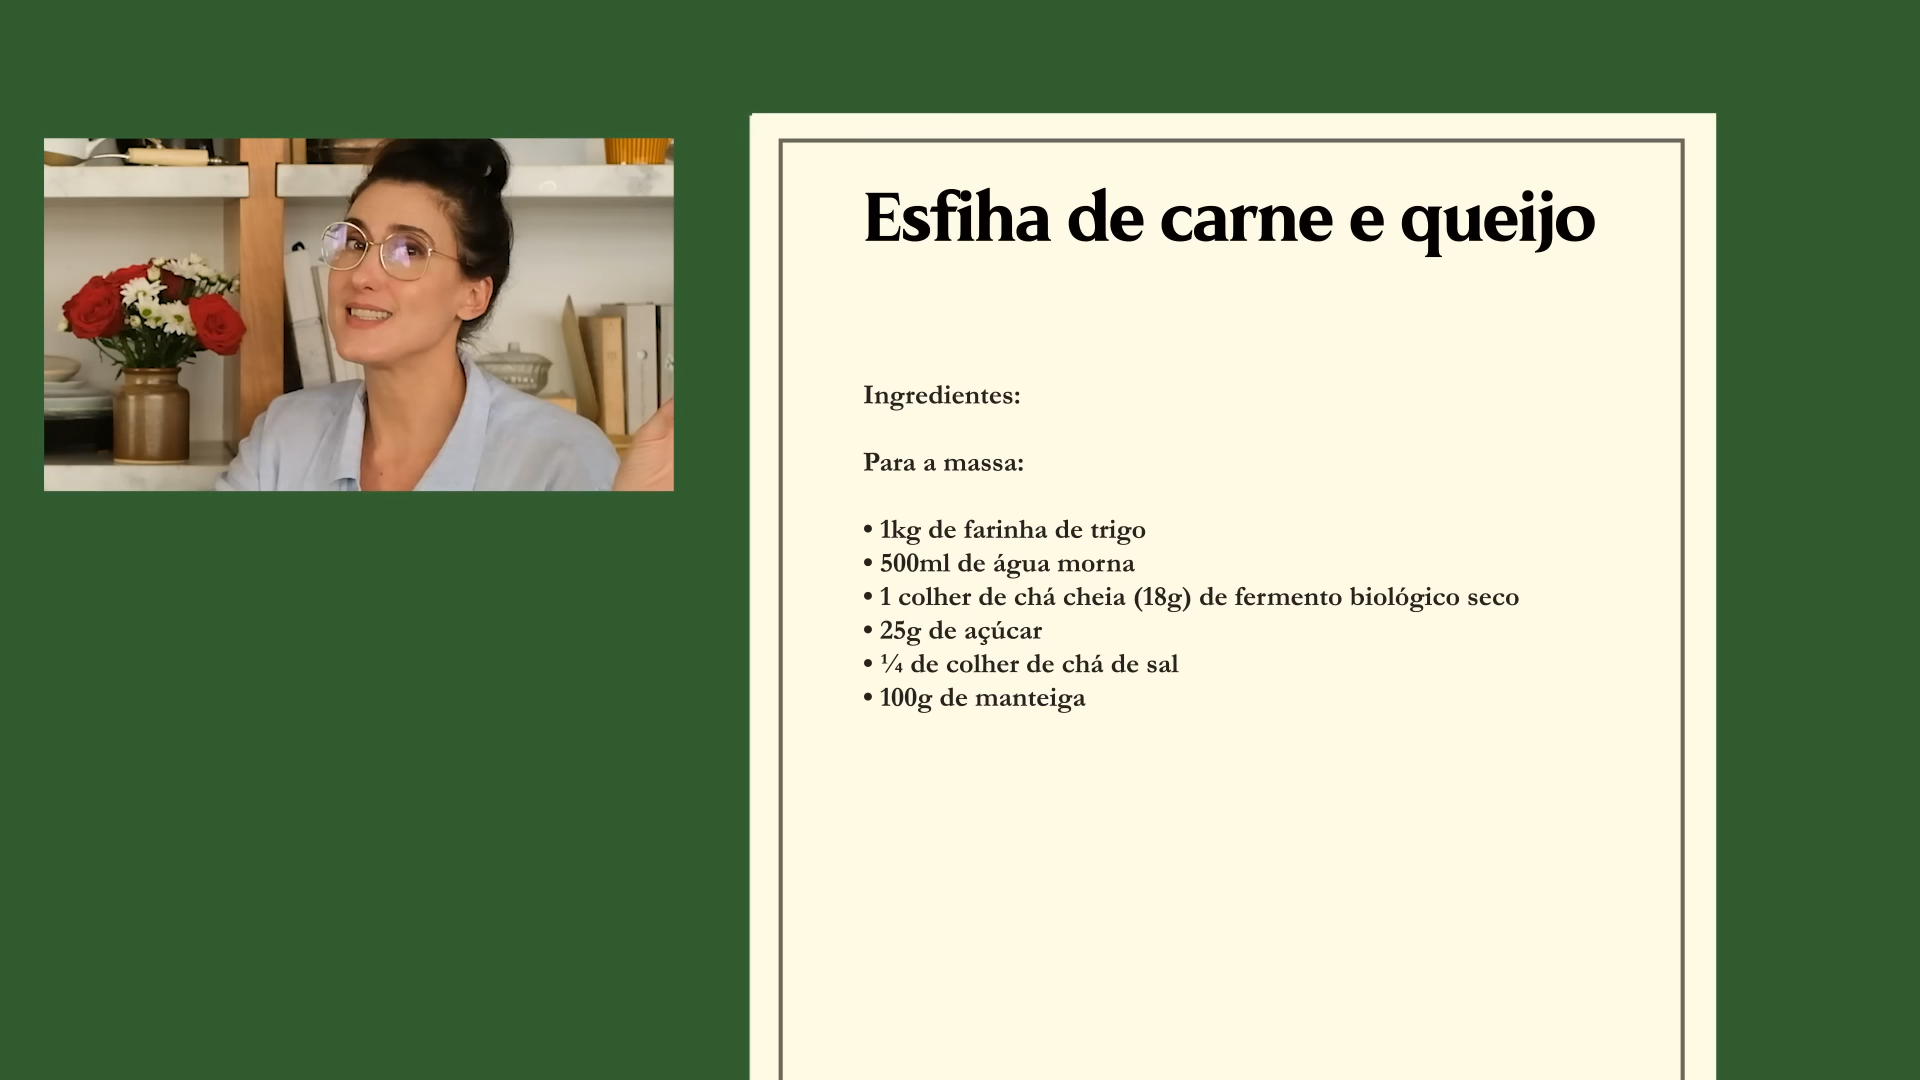 Esfiha de carne e queijo
Ingredientes:
Para a massa:
• 1kg de farinha de trigo
• 500ml de água morna
• 1 colher de chá cheia (18g) de fermento biológico seco
• 25g de açúcar
• ¼ de colher de chá de sal
• 100g de manteiga